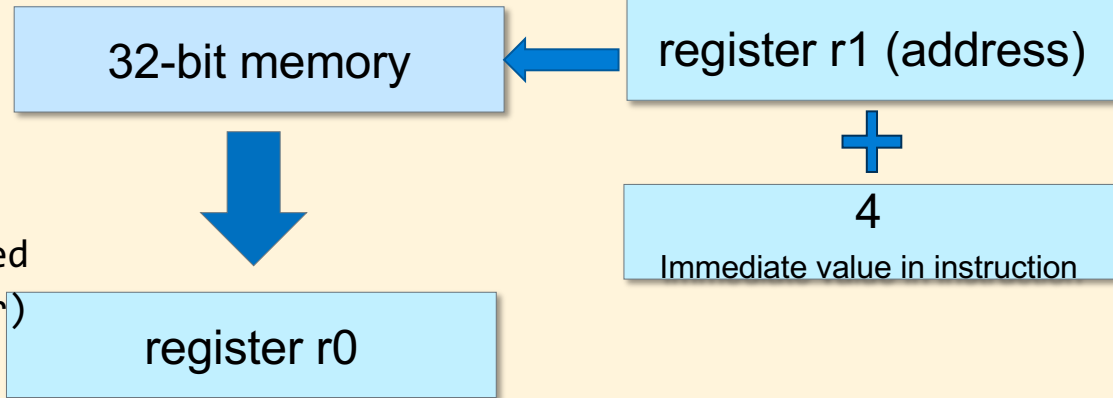 32-bit memory
register r1 (address)
4
Immediate value in instruction
register r0